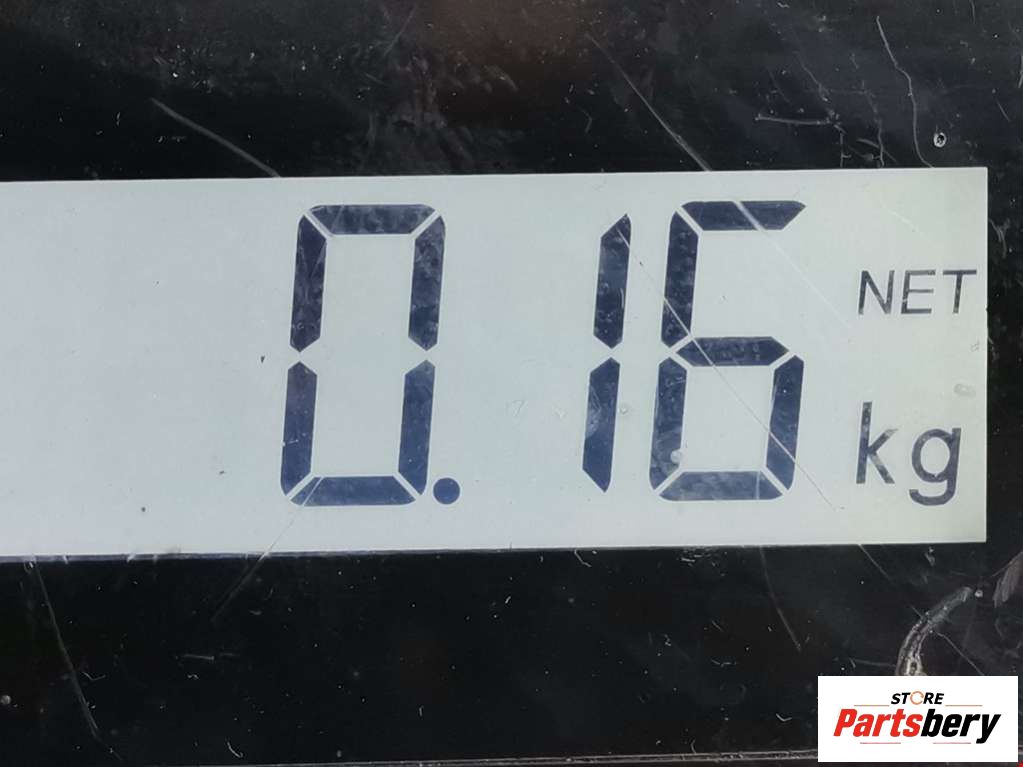 0.16
NET
kg
STORE
Partsbery